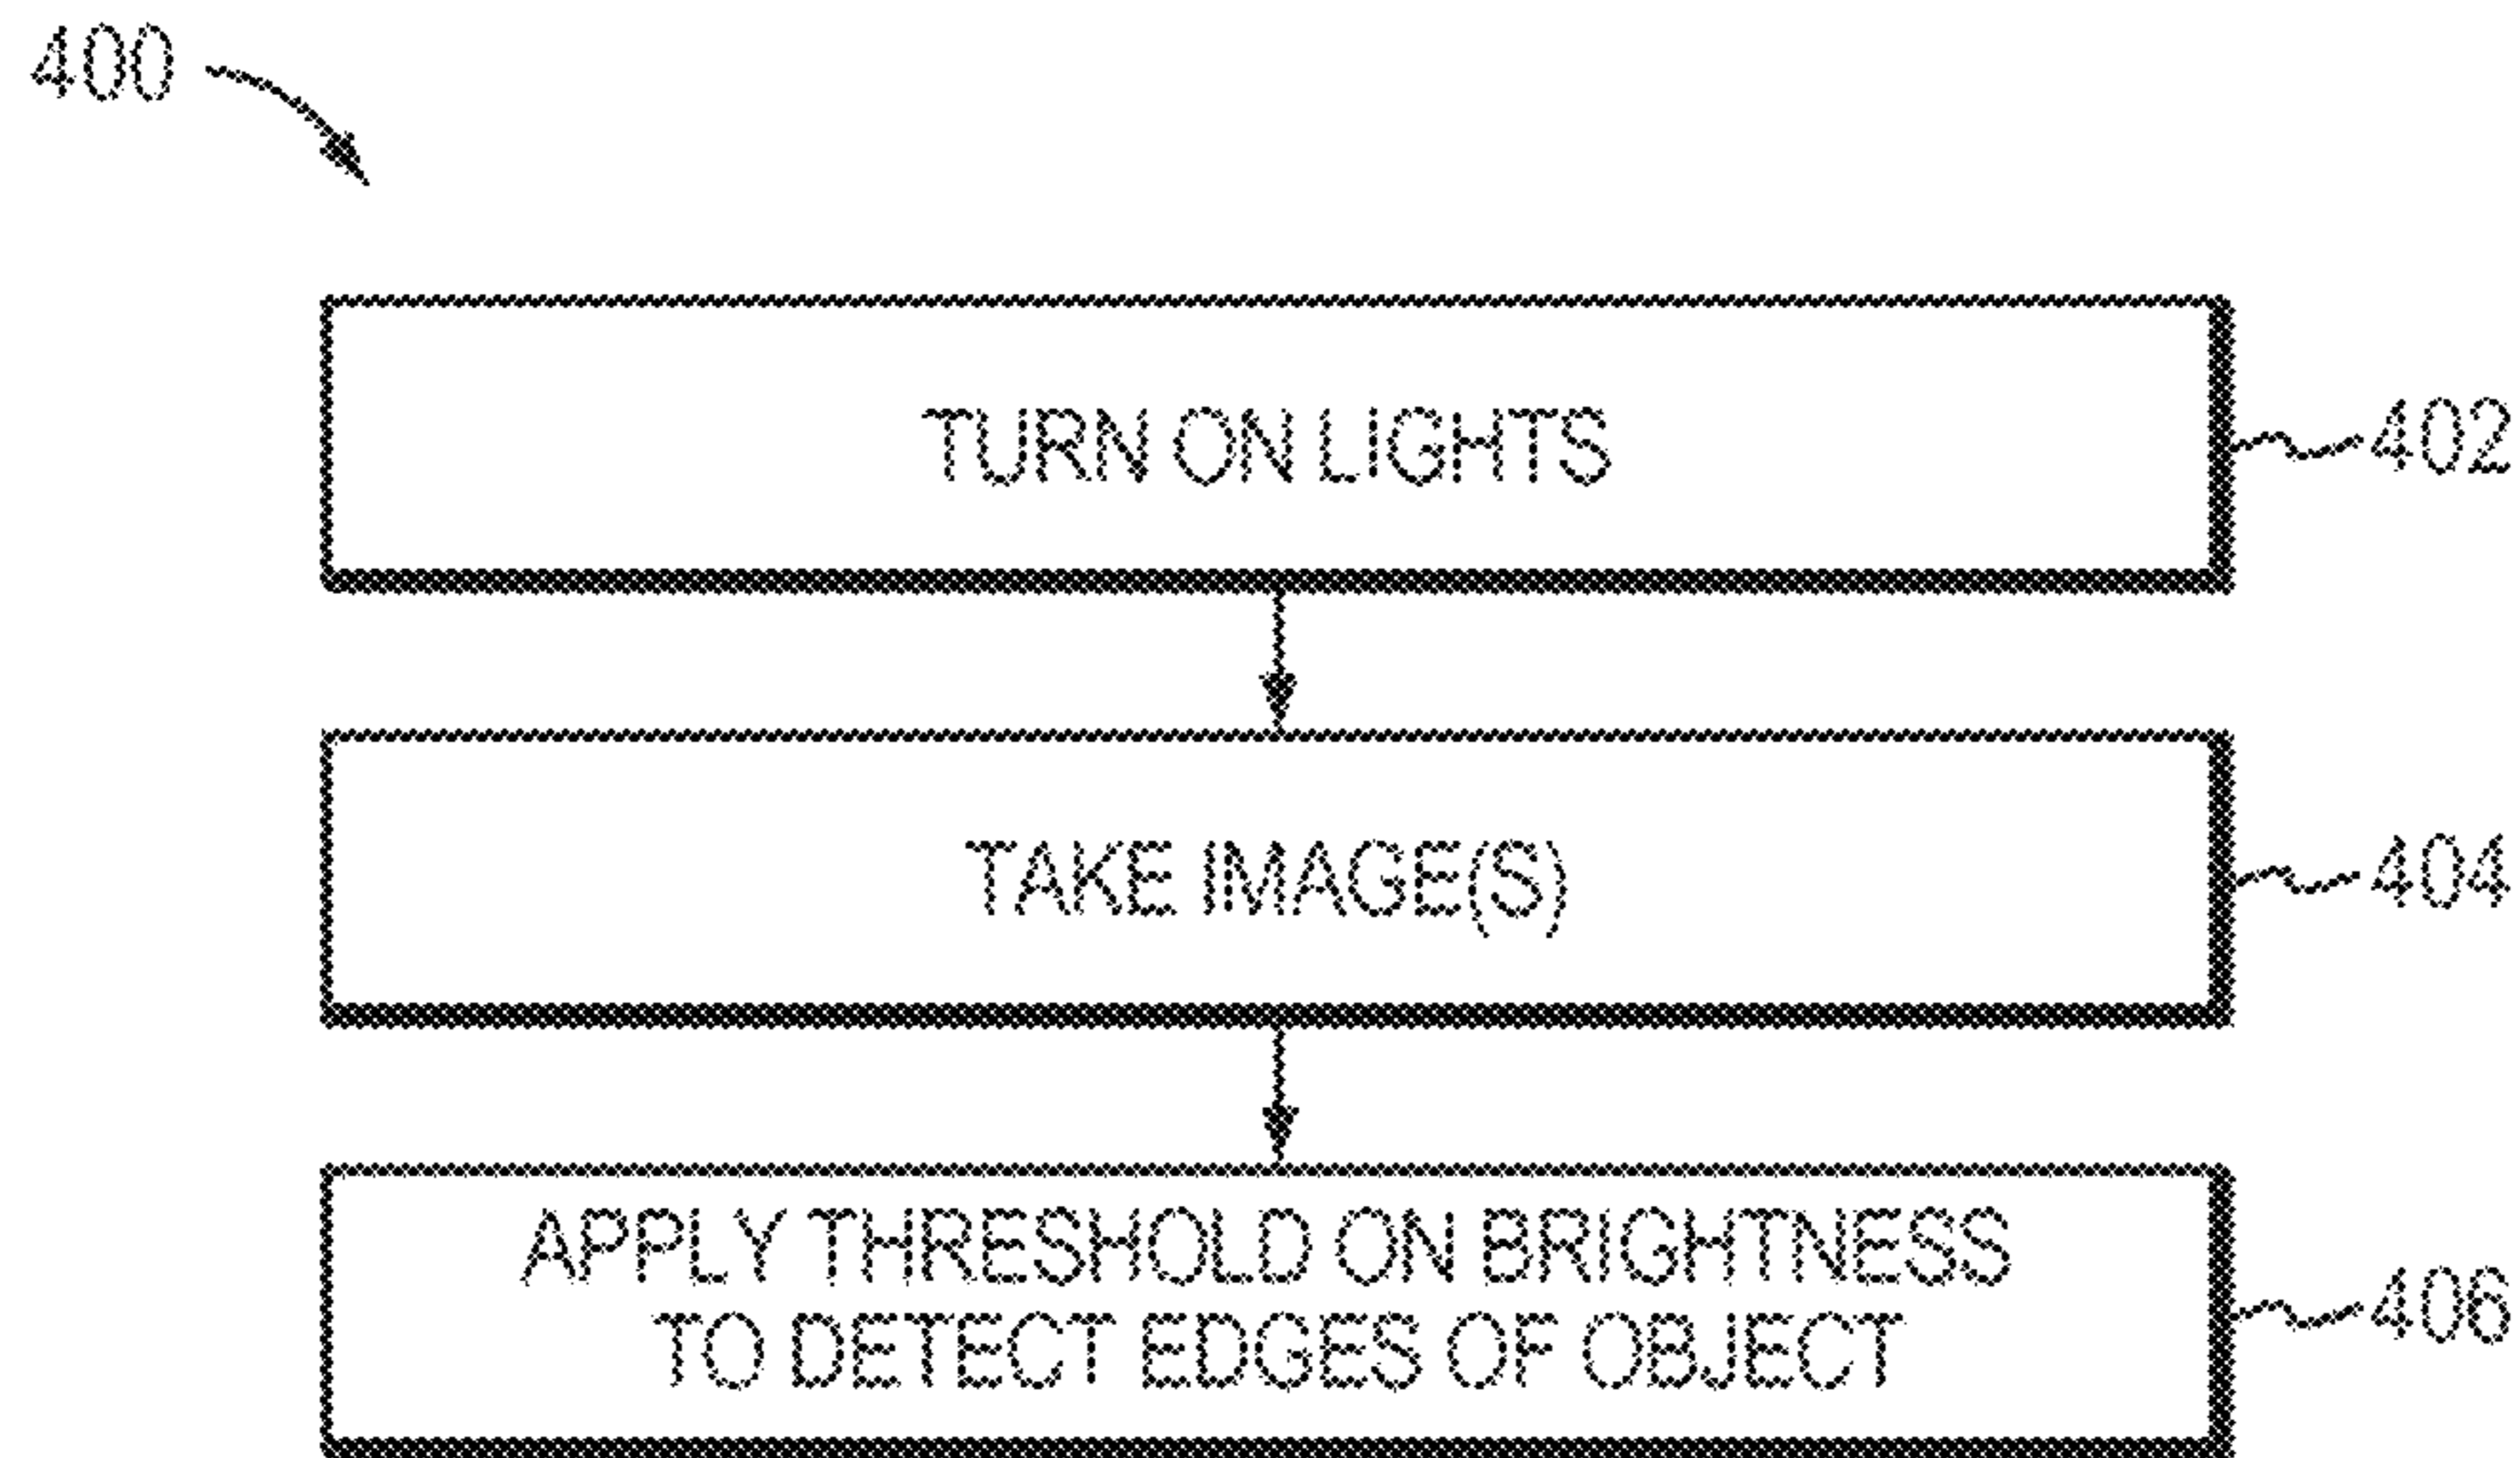 400
TURN ON LIGHTS
402
TAKE IMAGE(S)
404
APPLY THRESHOLD ON BRIGHTNESS
TO DETECT EDGES OF OBJECT
406